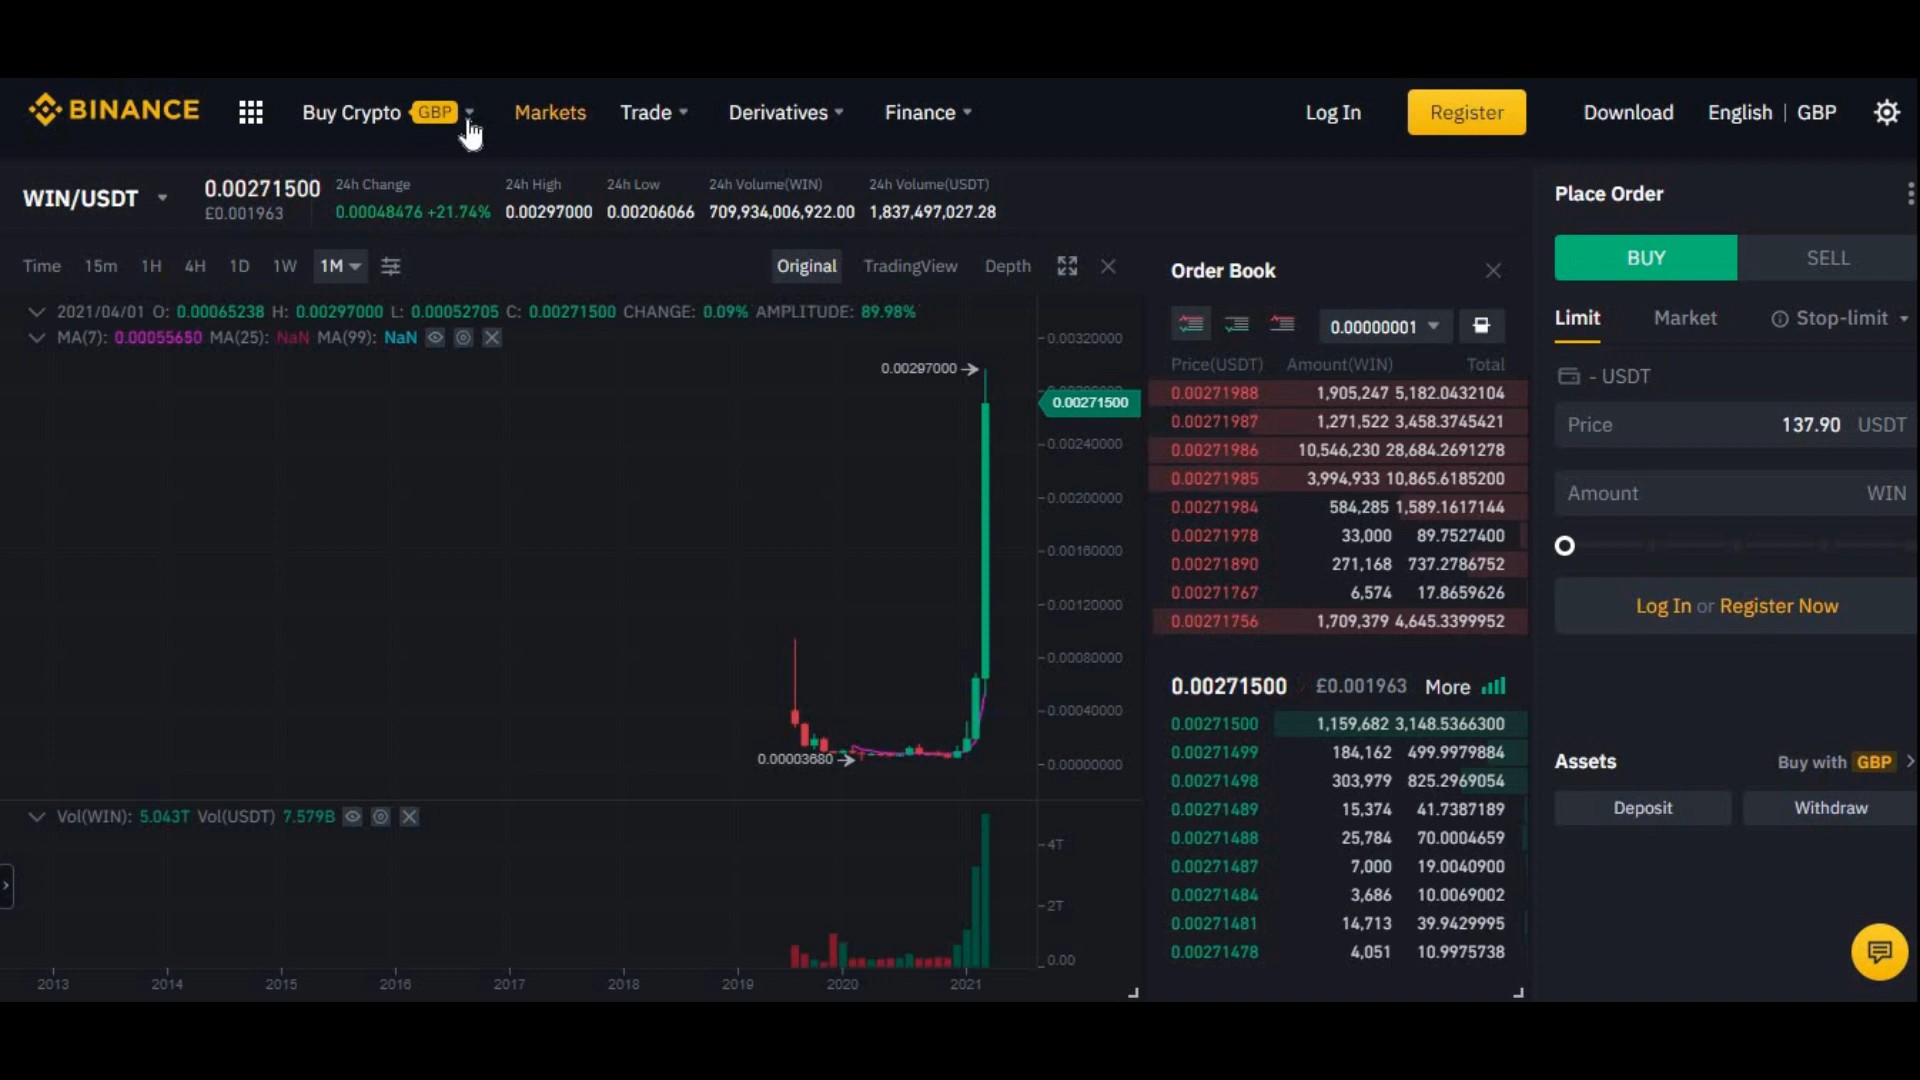 BINANCE Buy Crypto GBP Markets Trade Derivatives Finance Log In Register Download English | GBP
WIN/USDT 0.00271500 24h Change 24h High 24h Low 24h Volume(WIN) 24h Volume(USDT)
£0.001963 0.00048476 +21.74% 0.00297000 0.00206066 709,934,006,922.00 1,837,497,027.28
Time 15m 1H 4H 1D 1W 1M Original TradingView Depth
2021/04/01 O: 0.00065238 H: 0.00297000 L: 0.00052705 C: 0.00271500 CHANGE: 0.09% AMPLITUDE: 89.98%
MA(7): 0.00055650 MA(25): NaN MA(99): NaN
0.00320000
0.00297000
0.00271500
0.00240000
0.00200000
0.00160000
0.00120000
0.00080000
0.00040000
0.00003680
0.00000000
Vol(WIN): 5.043T Vol(USDT) 7.579B
4T
2T
0.00
2013 2014 2015 2016 2017 2018 2019 2020 2021
Order Book
0.00000001
Price(USDT) Amount(WIN) Total
0.00271988 1,905,247 5,182.0432104
0.00271987 1,271,522 3,458.3745421
0.00271986 10,546,230 28,684.2691278
0.00271985 3,994,933 10,865.6185200
0.00271984 584,285 1,589.1617144
0.00271978 33,000 89.7527400
0.00271890 271,168 737.2786752
0.00271767 6,574 17.8659626
0.00271756 1,709,379 4,645.3399952
0.00271500 £0.001963 More
0.00271500 1,159,682 3,148.5366300
0.00271499 184,162 499.9979884
0.00271498 303,979 825.2969054
0.00271489 15,374 41.7387189
0.00271488 25,784 70.0004659
0.00271487 7,000 19.0040900
0.00271484 3,686 10.0069002
0.00271481 14,713 39.9429995
0.00271478 4,051 10.9975738
Place Order
BUY SELL
Limit Market Stop-limit
- USDT
Price 137.90 USDT
Amount WIN
Log In or Register Now
Assets Buy with GBP
Deposit Withdraw